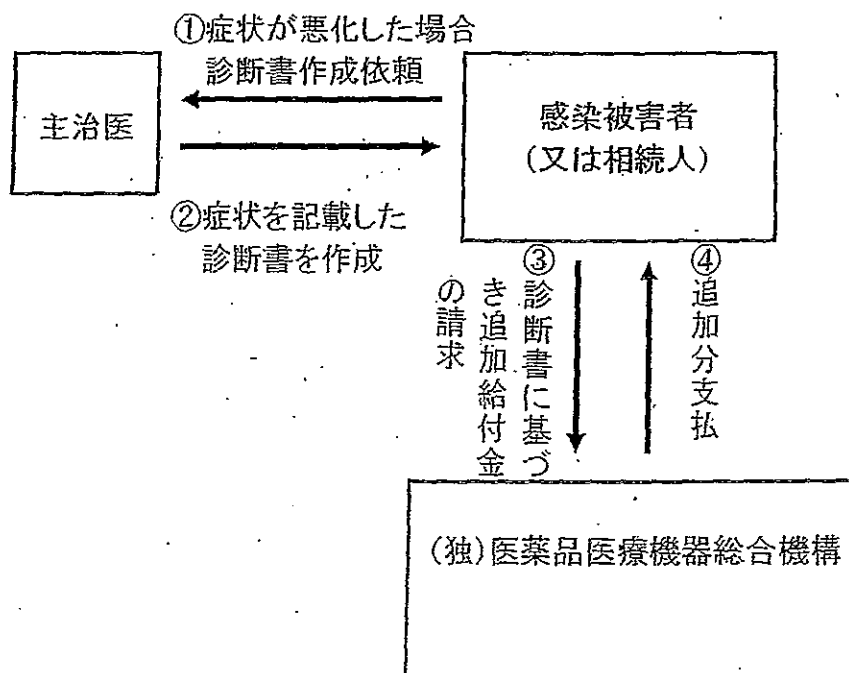 ①症状が悪化した場合
診断書作成依頼
主治医
感染被害者
(又は相続人)
②症状を記載した
診断書を作成
③診断書に基づ
き追加給付金
の請求
④追加分支払
(独)医薬品医療機器総合機構